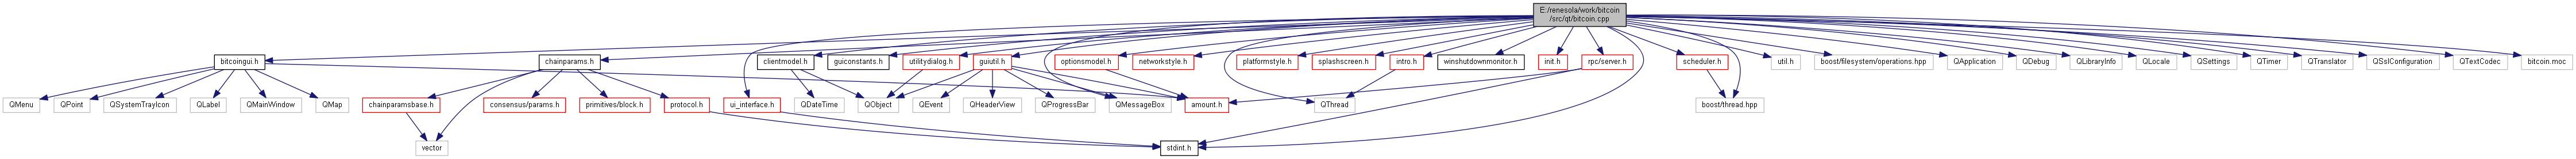 E:/renesola/work/bitcoin
/src/qt/bitcoin.cpp
bitcoingui.h
chainparams.h
clientmodel.h
guiconstants.h
utilitydialog.h
guiutil.h
optionsmodel.h
networkstyle.h
platformstyle.h
splashscreen.h
intro.h
winshutdownmonitor.h
init.h
rpc/server.h
scheduler.h
util.h
boost/filesystem/operations.hpp
QApplication
QDebug
QLibraryInfo
QLocale
QSettings
QTimer
QTranslator
QSslConfiguration
QTextCodec
bitcoin.moc
QMenu
QPoint
QSystemTrayIcon
QLabel
QMainWindow
QMap
chainparamsbase.h
consensus/params.h
primitives/block.h
protocol.h
ui_interface.h
QDateTime
QObject
QEvent
QHeaderView
QProgressBar
QMessageBox
amount.h
QThread
boost/thread.hpp
vector
stdint.h